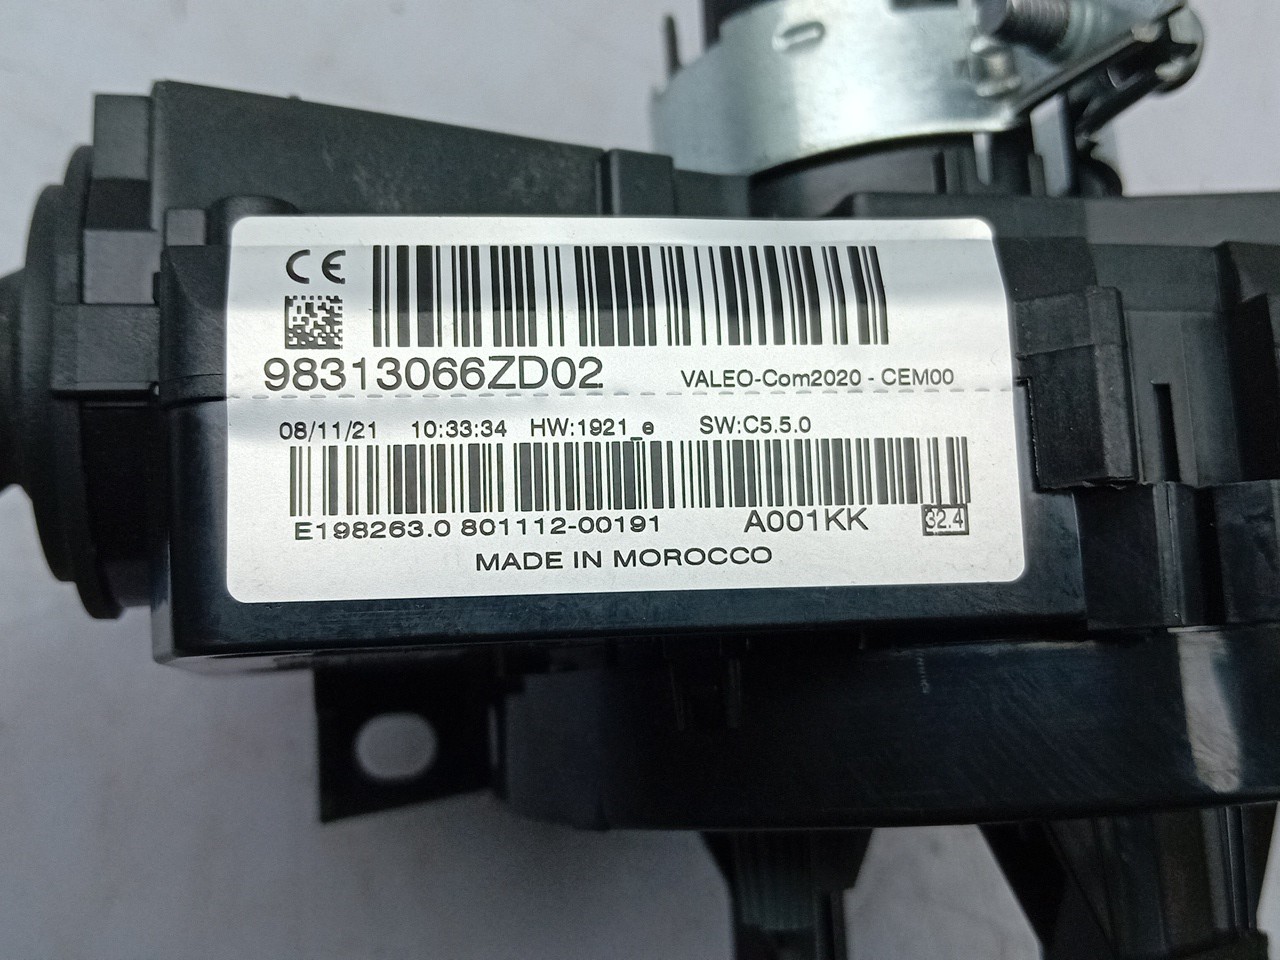 CE
98313066ZD02 VALEO-Com2020 - CEM00
08/11/21 10:33:34 HW:1921_e SW:C5.5.0
E198263.0 801112-00191 A001KK 32.4
MADE IN MOROCCO